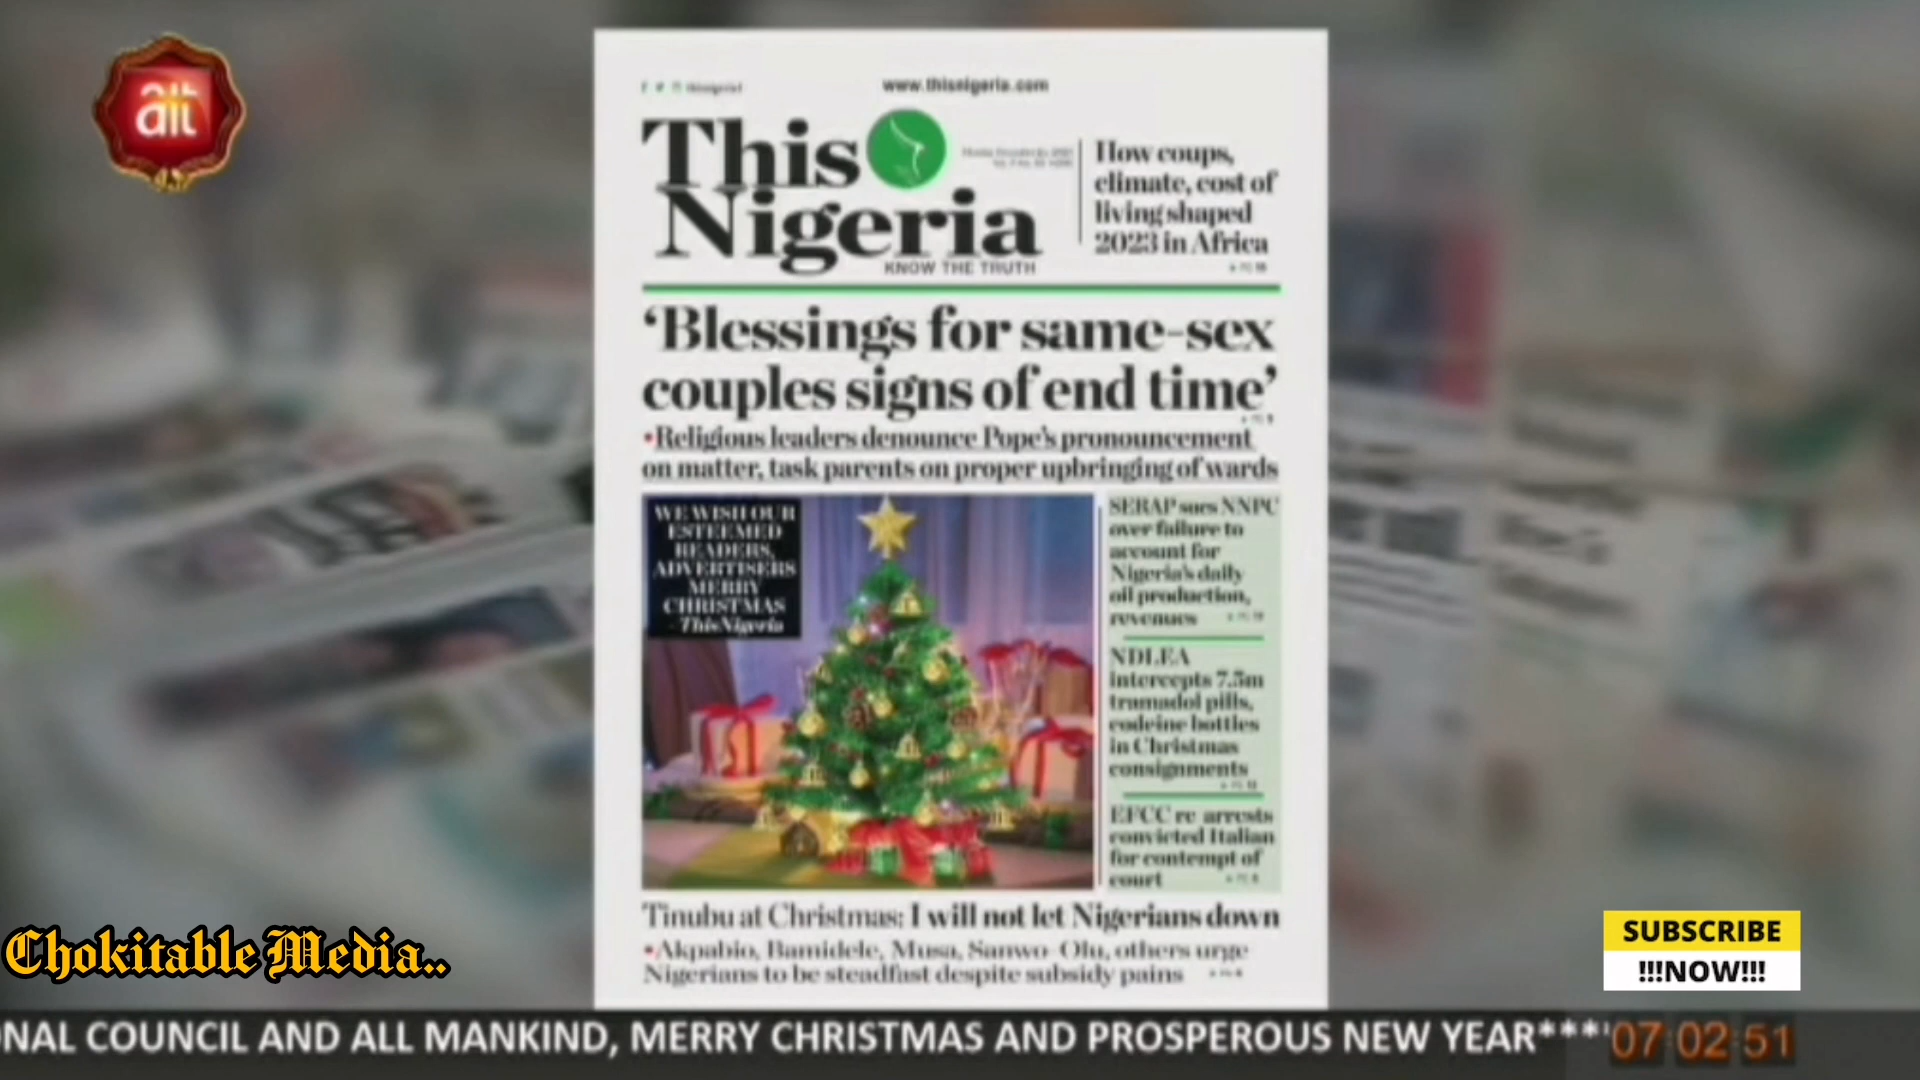 ait
www.thisnigeria.com
This
Nigeria
KNOW THE TRUTH
How coups,
climate, cost of
living shaped
2023 in Africa
‘Blessings for same-sex
couples signs of end time’
•Religious leaders denounce Pope’s pronouncement
on matter, task parents on proper upbringing of wards
WE WISH OUR
ESTEEMED
READERS,
ADVERTISERS
MERRY
CHRISTMAS
- ThisNigeria
SERAP sues NNPC
over failure to
account for
Nigeria’s daily
oil production,
revenues
NDLEA
intercepts 7.5m
tramadol pills,
codeine bottles
in Christmas
consignments
EFCC re-arrests
convicted Italian
for contempt of
court
Tinubu at Christmas: I will not let Nigerians down
•Akpabio, Bamidele, Musa, Sanwo-Olu, others urge
Nigerians to be steadfast despite subsidy pains
Chokitable Media..
SUBSCRIBE
!!!NOW!!!
ONAL COUNCIL AND ALL MANKIND, MERRY CHRISTMAS AND PROSPEROUS NEW YEAR***
07:02:51